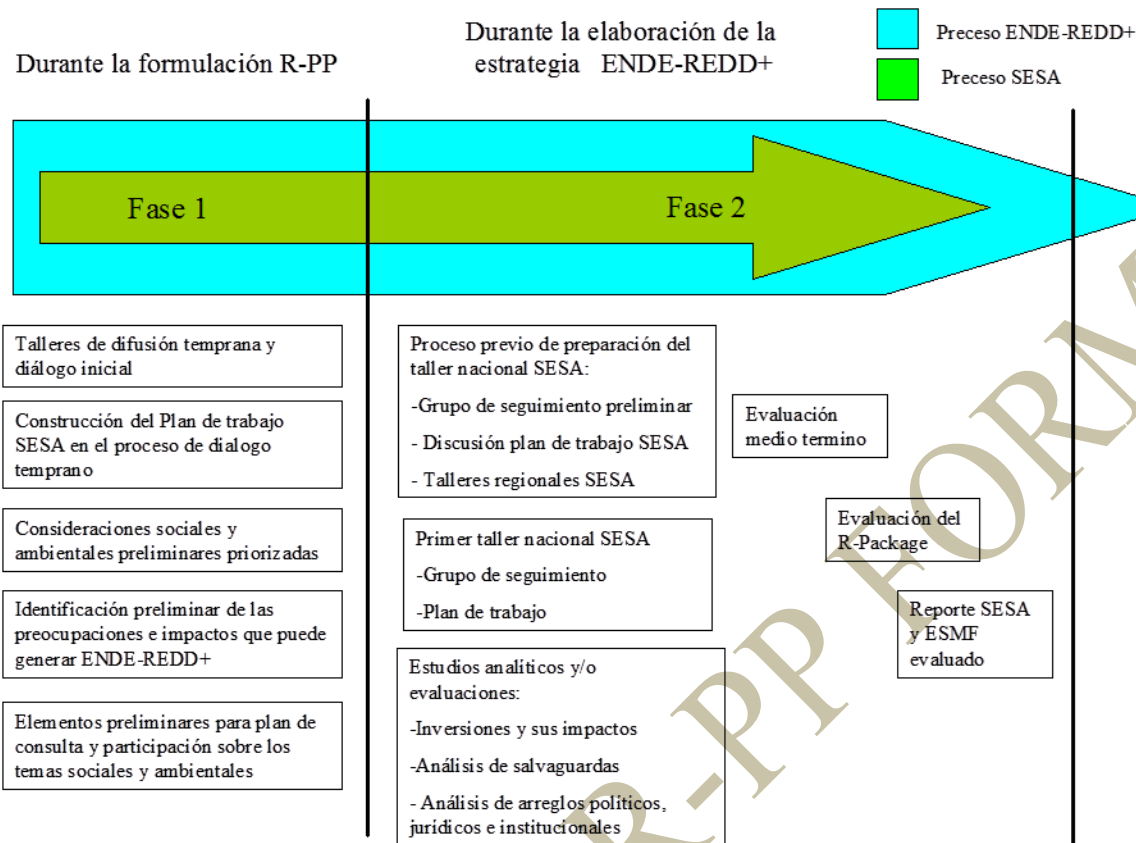 Durante la formulación R-PP
Durante la elaboración de la
estrategia ENDE-REDD+
Preceso ENDE-REDD+
Preceso SESA
Fase 1
Fase 2
Talleres de difusión temprana y
diálogo inicial
Construcción del Plan de trabajo
SESA en el proceso de dialogo
temprano
Consideraciones sociales y
ambientales preliminares priorizadas
Identificación preliminar de las
preocupaciones e impactos que puede
generar ENDE-REDD+
Elementos preliminares para plan de
consulta y participación sobre los
temas sociales y ambientales
Proceso previo de preparación del
taller nacional SESA:
-Grupo de seguimiento preliminar
- Discusión plan de trabajo SESA
- Talleres regionales SESA
Primer taller nacional SESA
-Grupo de seguimiento
-Plan de trabajo
Estudios analíticos y/o
evaluaciones:
-Inversiones y sus impactos
-Análisis de salvaguardas
- Análisis de arreglos políticos,
jurídicos e institucionales
Evaluación
medio termino
Evaluación del
R-Package
Reporte SESA
y ESMF
evaluado
R-PP FORM